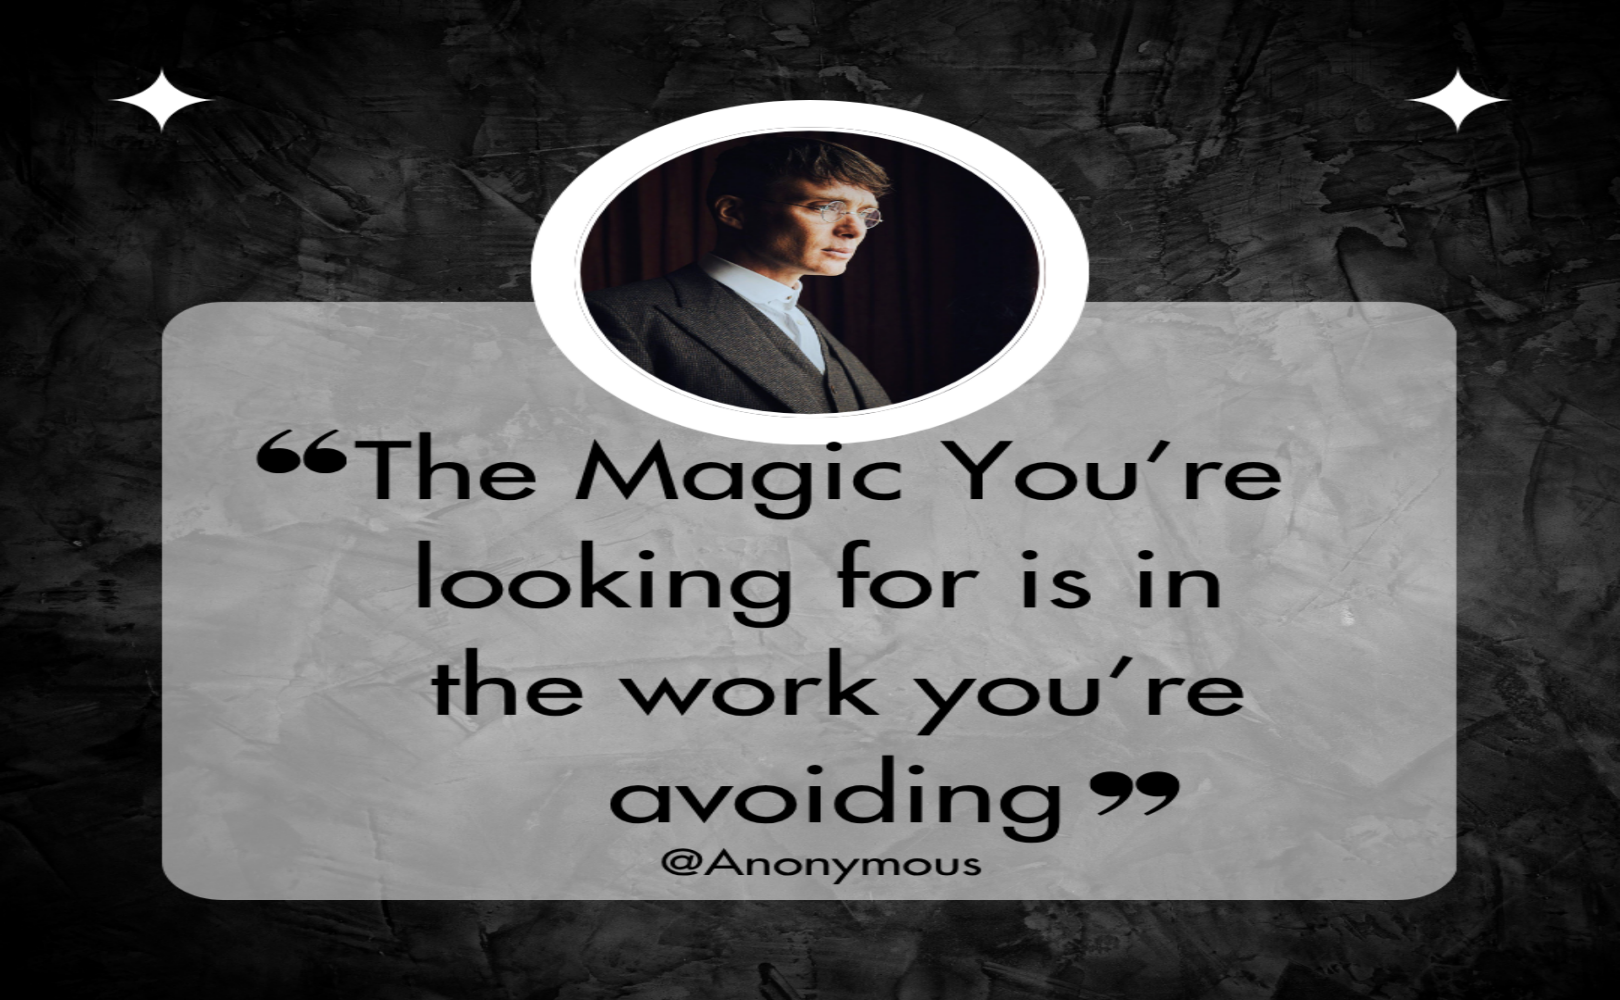 “The Magic You’re
looking for is in
the work you’re
avoiding”
@Anonymous